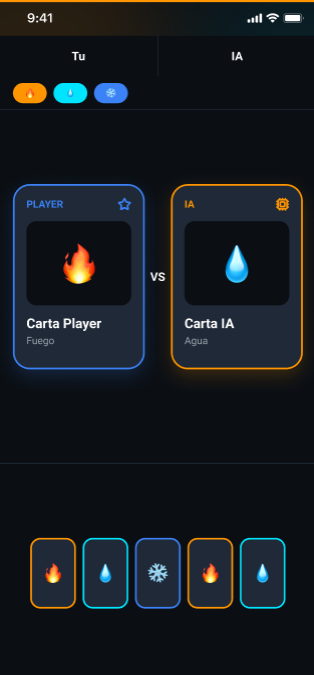 9:41
Tu IA
PLAYER
Carta Player
Fuego
VS
IA
Carta IA
Agua